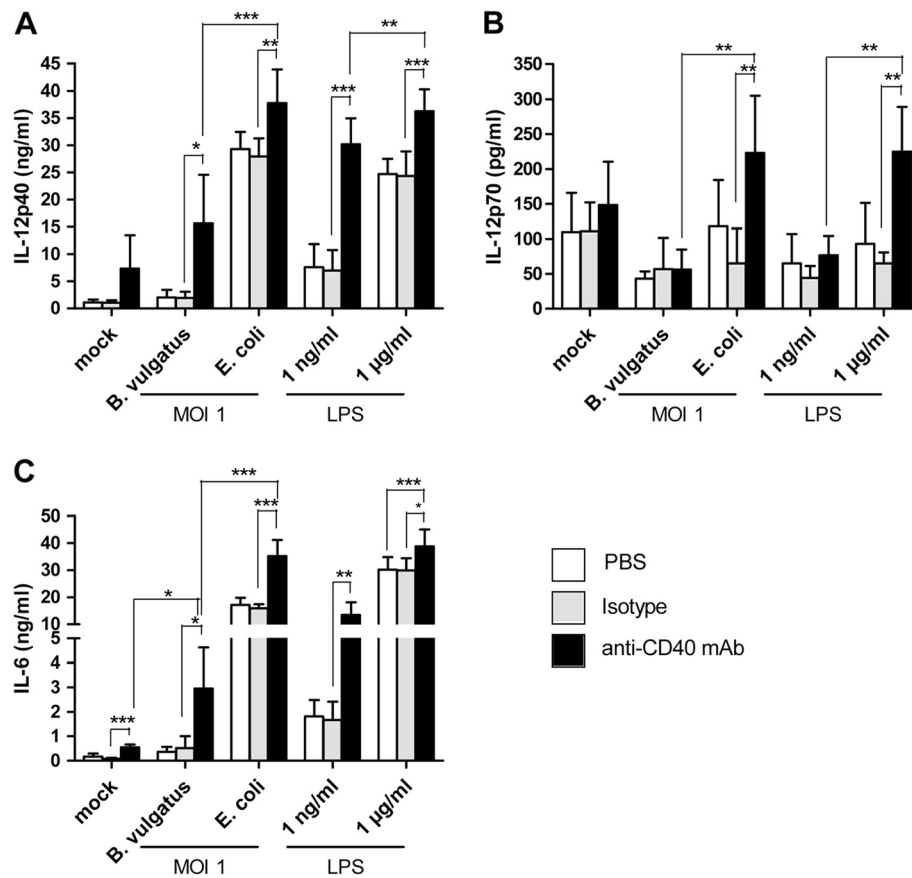 A
IL-12p40 (ng/ml)
45
40
35
30
25
20
15
10
5
0
***
**
**
***
***
*
mock
B. vulgatus
E. coli
1 ng/ml
1 µg/ml
MOI 1
LPS
B
IL-12p70 (pg/ml)
350
300
250
200
150
100
50
0
**
**
**
**
mock
B. vulgatus
E. coli
1 ng/ml
1 µg/ml
MOI 1
LPS
C
IL-6 (ng/ml)
50
40
30
20
10
5
4
3
2
1
0
***
***
***
*
**
*
*
***
mock
B. vulgatus
E. coli
1 ng/ml
1 µg/ml
MOI 1
LPS
PBS
Isotype
anti-CD40 mAb